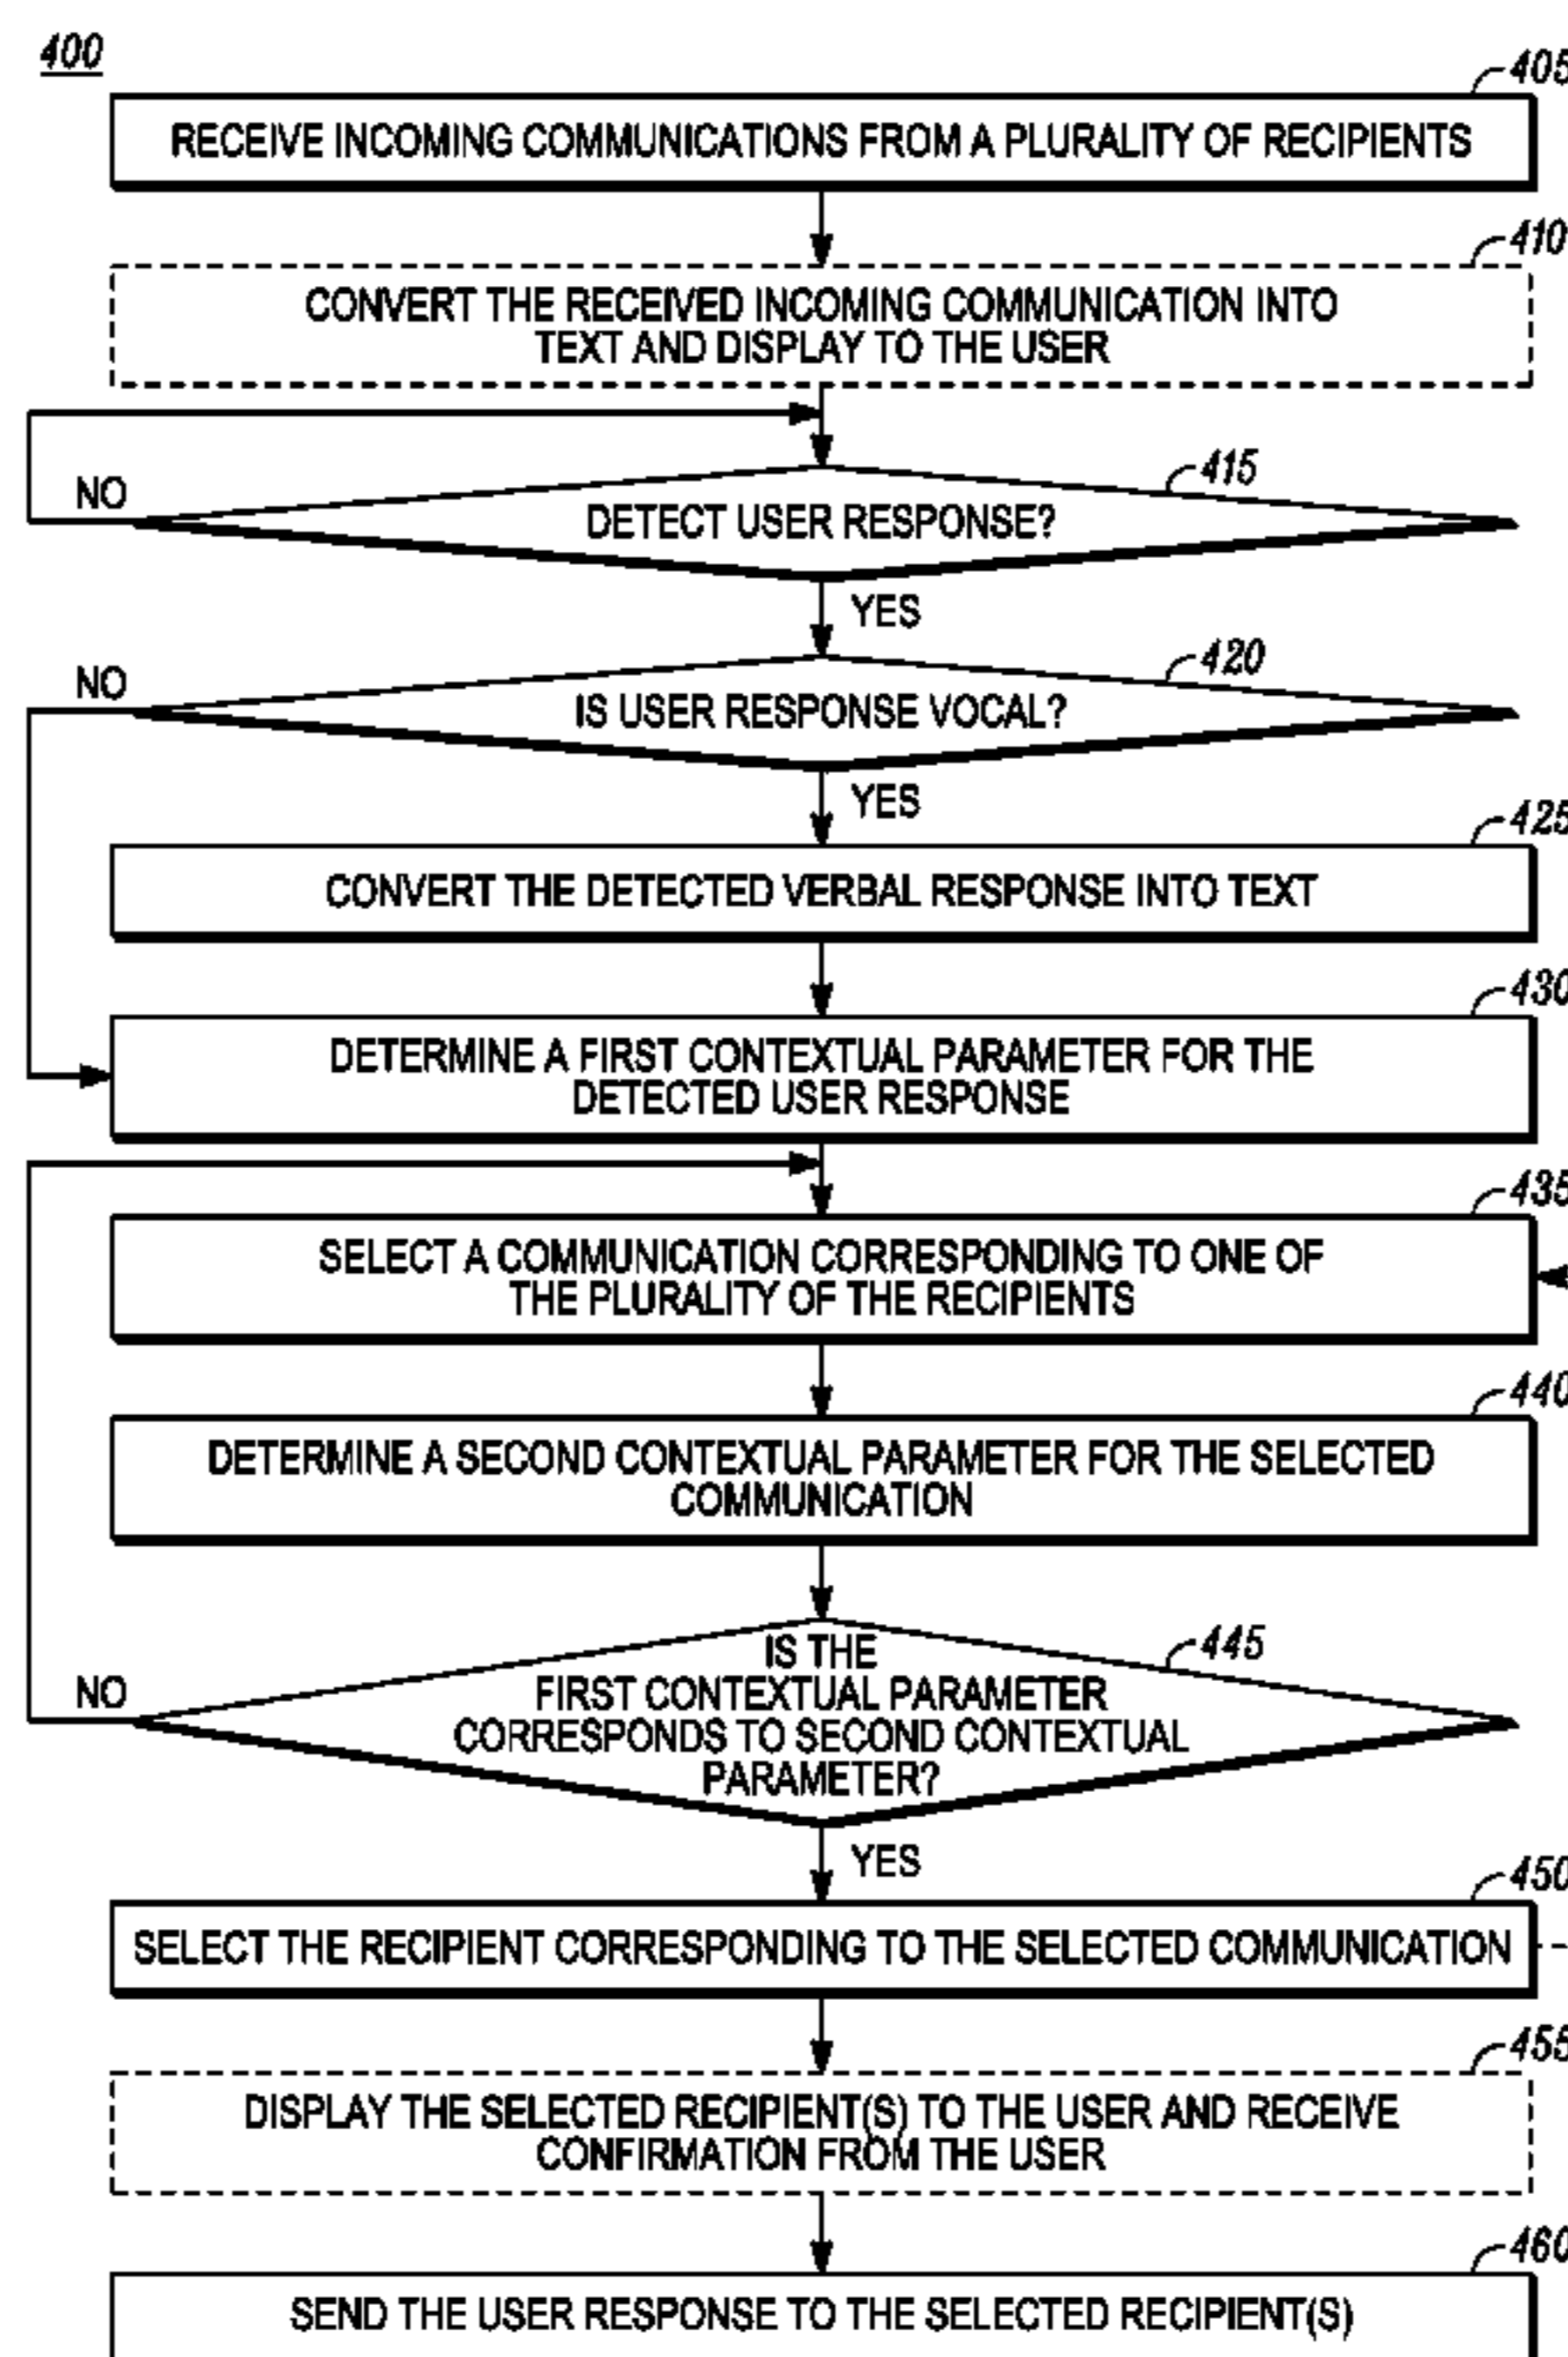 400
405
RECEIVE INCOMING COMMUNICATIONS FROM A PLURALITY OF RECIPIENTS
410
CONVERT THE RECEIVED INCOMING COMMUNICATION INTO
TEXT AND DISPLAY TO THE USER
415
NO
DETECT USER RESPONSE?
YES
420
NO
IS USER RESPONSE VOCAL?
YES
425
CONVERT THE DETECTED VERBAL RESPONSE INTO TEXT
430
DETERMINE A FIRST CONTEXTUAL PARAMETER FOR THE
DETECTED USER RESPONSE
435
SELECT A COMMUNICATION CORRESPONDING TO ONE OF
THE PLURALITY OF THE RECIPIENTS
440
DETERMINE A SECOND CONTEXTUAL PARAMETER FOR THE SELECTED
COMMUNICATION
445
IS THE
FIRST CONTEXTUAL PARAMETER
CORRESPONDS TO SECOND CONTEXTUAL
PARAMETER?
NO
YES
450
SELECT THE RECIPIENT CORRESPONDING TO THE SELECTED COMMUNICATION
455
DISPLAY THE SELECTED RECIPIENT(S) TO THE USER AND RECEIVE
CONFIRMATION FROM THE USER
460
SEND THE USER RESPONSE TO THE SELECTED RECIPIENT(S)